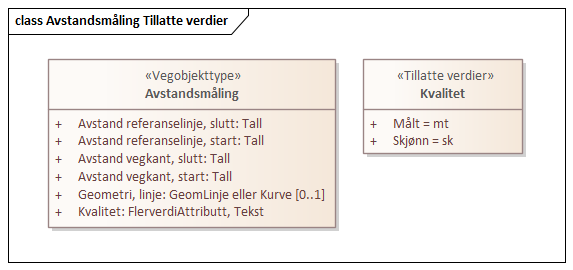 class Avstandsmåling Tillatte verdier
«Vegobjekttype»
Avstandsmåling
+ Avstand referanselinje, slutt: Tall
+ Avstand referanselinje, start: Tall
+ Avstand vegkant, slutt: Tall
+ Avstand vegkant, start: Tall
+ Geometri, linje: GeomLinje eller Kurve [0..1]
+ Kvalitet: FlerverdiAttributt, Tekst
«Tillatte verdier»
Kvalitet
+ Målt = mt
+ Skjønn = sk